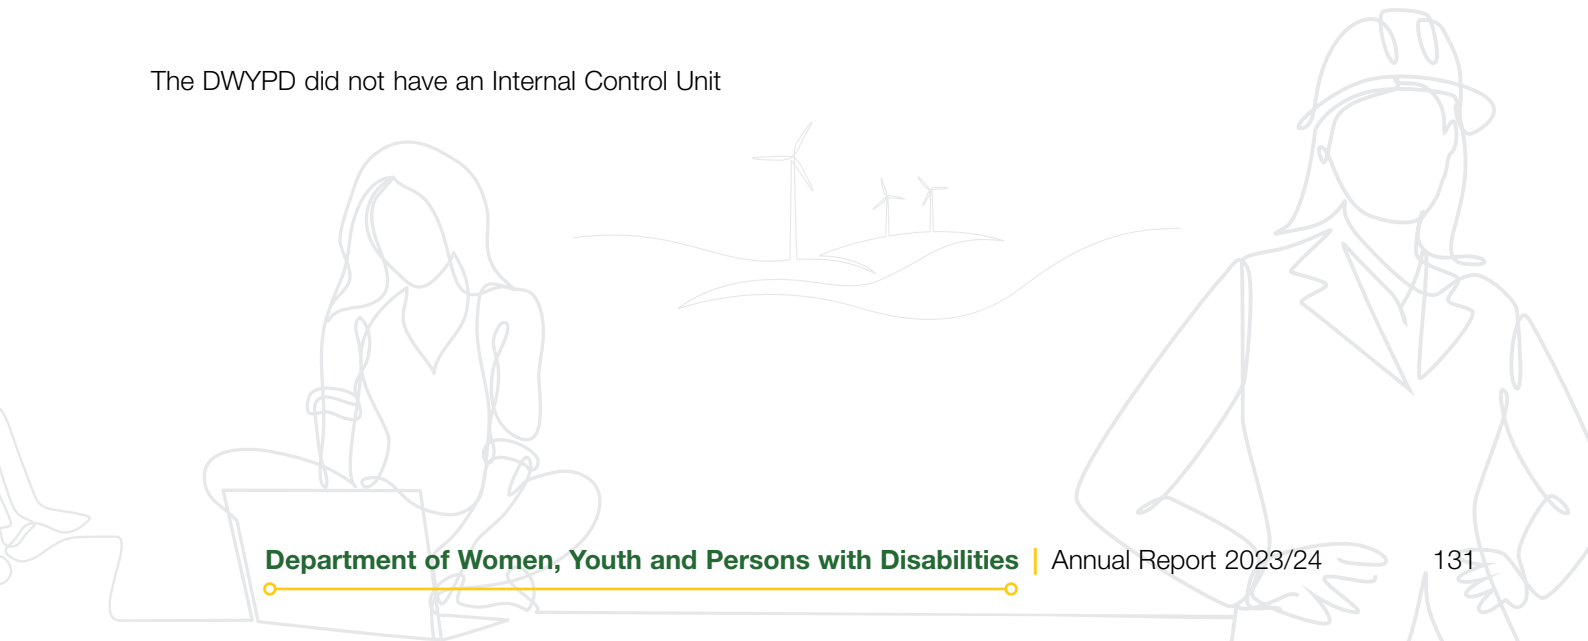 The DWYPD did not have an Internal Control Unit
Department of Women, Youth and Persons with Disabilities | Annual Report 2023/24 131